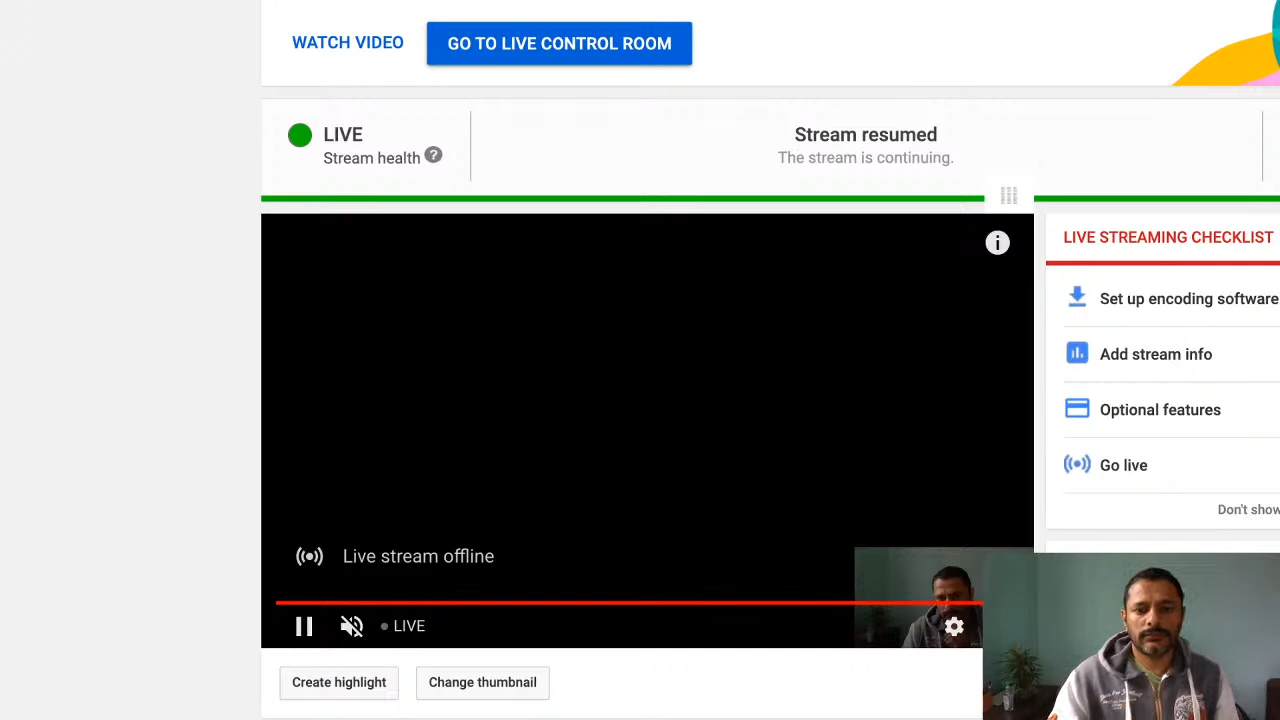 WATCH VIDEO
GO TO LIVE CONTROL ROOM
LIVE
Stream health ?
Stream resumed
The stream is continuing.
i
LIVE STREAMING CHECKLIST
Set up encoding software
Add stream info
Optional features
Go live
Don't show
Live stream offline
LIVE
Create highlight
Change thumbnail